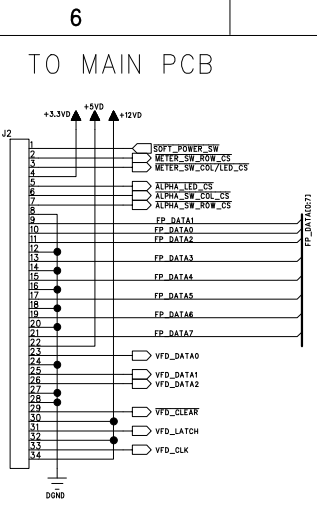 6
TO MAIN PCB
+5VD
+3.3VD
+12VD
J2
1
SOFT_POWER_SW
2
METER_SW_ROW_CS
3
METER_SW_COL/LED_CS
4
5
ALPHA_LED_CS
6
ALPHA_SW_COL_CS
7
ALPHA_SW_ROW_CS
8
9
FP_DATA1
10
FP_DATA0
11
FP_DATA2
12
13
FP_DATA3
14
15
FP_DATA4
16
17
FP_DATA5
18
19
FP_DATA6
20
21
FP_DATA7
22
23
VFD_DATA0
24
25
VFD_DATA1
26
VFD_DATA2
27
28
29
VFD_CLEAR
30
31
VFD_LATCH
32
33
VFD_CLK
34
FP_DATA[0:7]
DGND